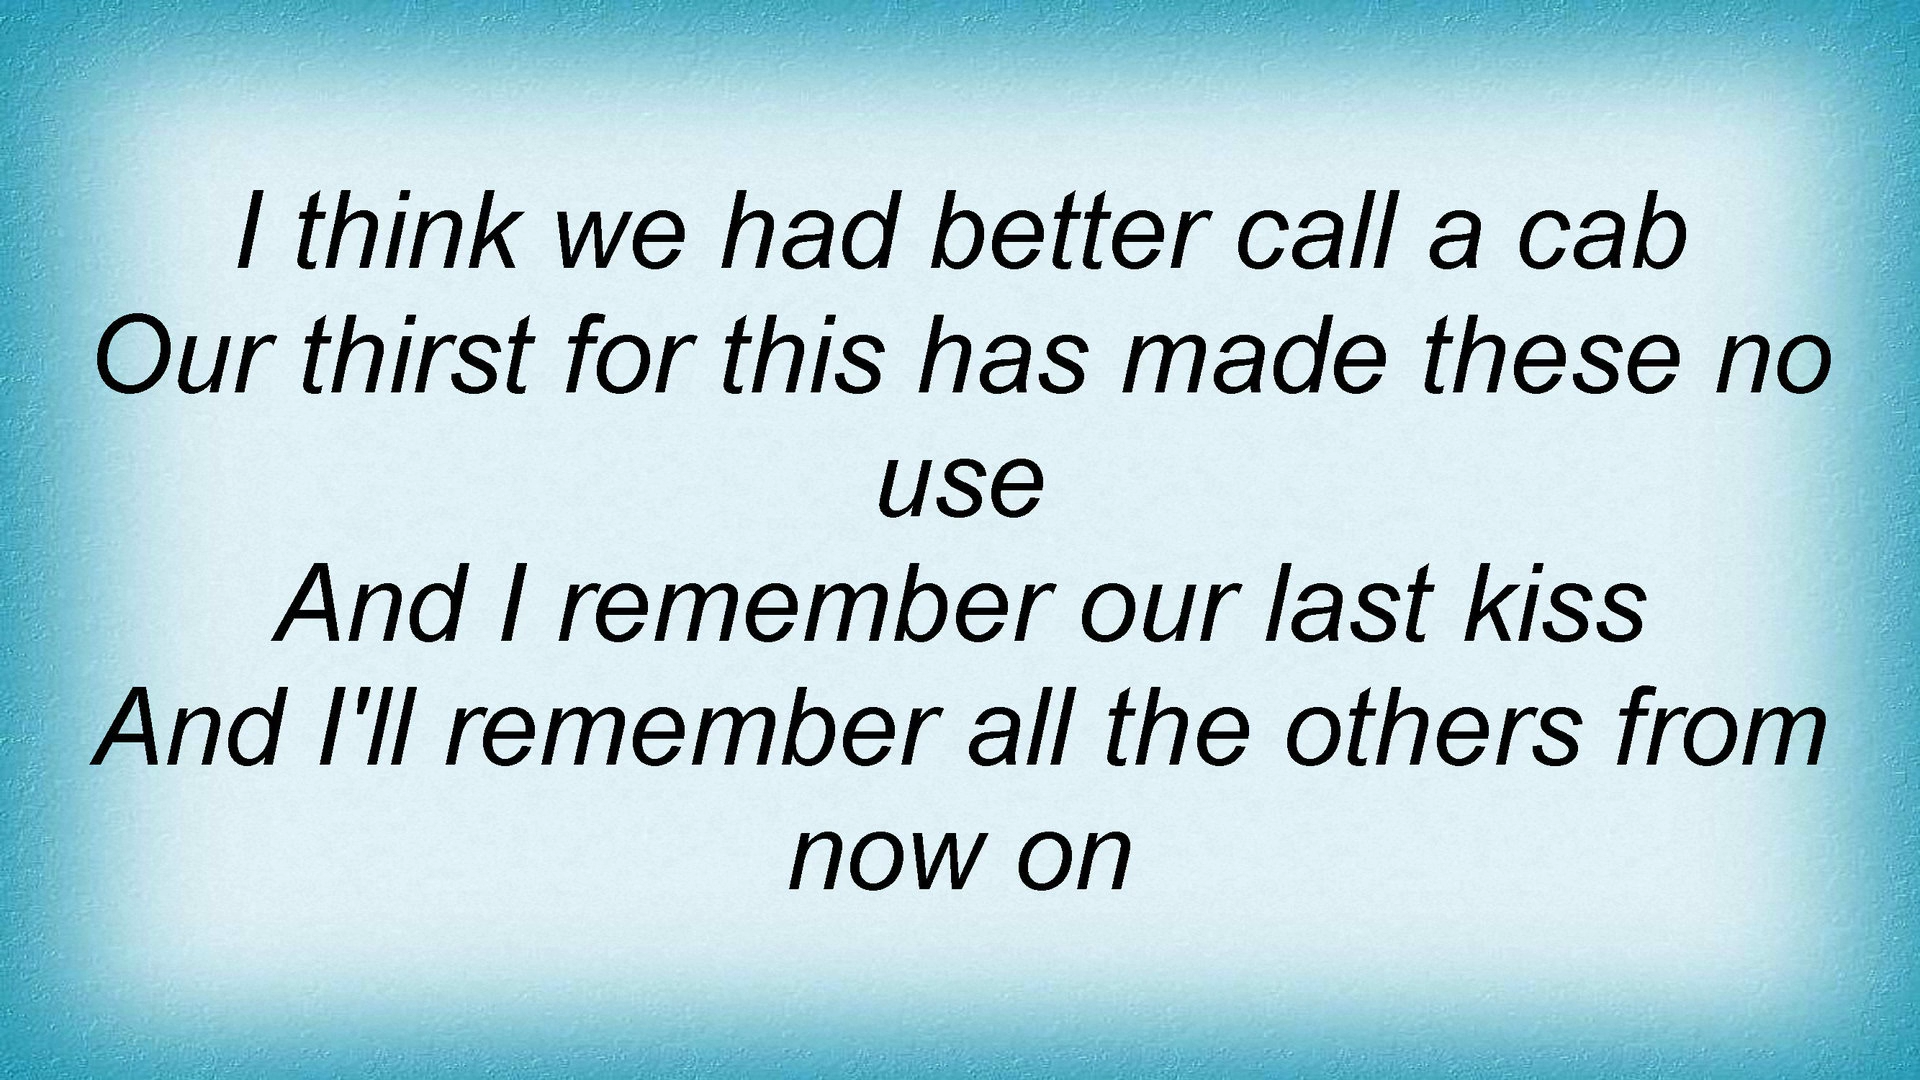 I think we had better call a cab
Our thirst for this has made these no
use
And I remember our last kiss
And I'll remember all the others from
now on